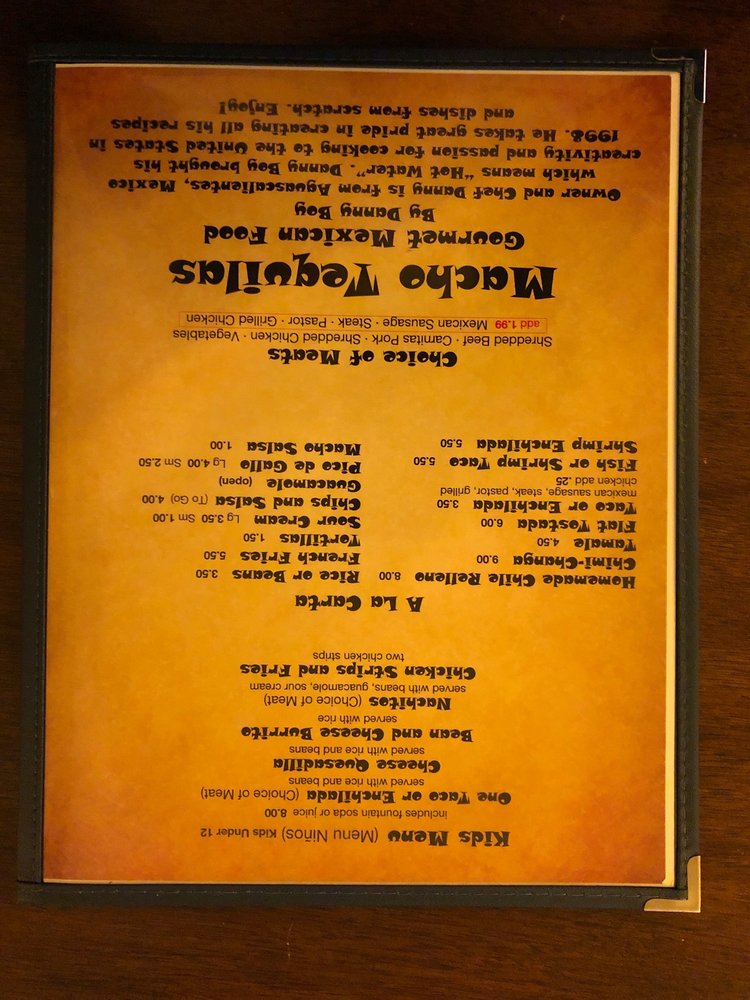 Kids Menu (Menu Niños) Kids Under 12
includes fountain soda or juice 8.00
One Taco or Enchilada (Choice of Meat)
served with rice and beans
Cheese Quesadilla
served with rice and beans
Bean and Cheese Burrito
served with rice
Nachitos (Choice of Meat)
served with beans, guacamole, sour cream
Chicken Strips and Fries
two chicken strips
A La Carta
Homemade Chile Relleno 8.00
Chimi-Changa 9.00
Tamale 4.50
Flat Tostada 6.00
Taco or Enchilada 3.50
mexican sausage, steak, pastor, grilled
chicken add .25
Fish or Shrimp Taco 5.50
Shrimp Enchilada 5.50
Rice or Beans 3.50
French Fries 5.50
Tortillas 1.50
Sour Cream Lg 3.50 Sm 1.00
Chips and Salsa (To Go) 4.00
Guacamole (open)
Pico de Gallo Lg 4.00 Sm 2.50
Macho Salsa 1.00
Choice of Meats
Shredded Beef · Carnitas Pork · Shredded Chicken · Vegetables
add 1.99 Mexican Sausage · Steak · Pastor · Grilled Chicken
Macho Tequilas
Gourmet Mexican Food
By Danny Boy
Owner and Chef Danny is from Aguascalientes, Mexico
which means "Hot Water". Danny Boy brought his
creativity and passion for cooking to the United States in
1998. He takes great pride in creating all his recipes
and dishes from scratch. Enjoy!